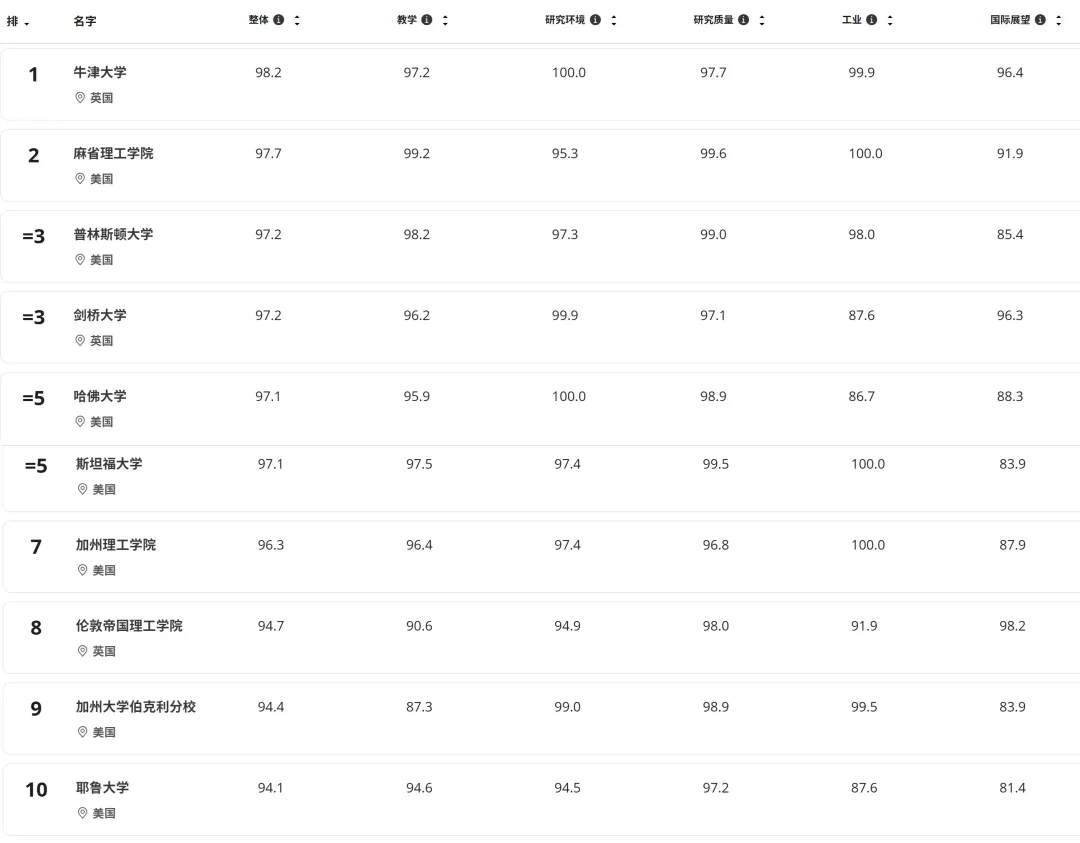 排 名字 整体 教学 研究环境 研究质量 工业 国际展望
1 牛津大学 98.2 97.2 100.0 97.7 99.9 96.4
英国
2 麻省理工学院 97.7 99.2 95.3 99.6 100.0 91.9
美国
=3 普林斯顿大学 97.2 98.2 97.3 99.0 98.0 85.4
美国
=3 剑桥大学 97.2 96.2 99.9 97.1 87.6 96.3
英国
=5 哈佛大学 97.1 95.9 100.0 98.9 86.7 88.3
美国
=5 斯坦福大学 97.1 97.5 97.4 99.5 100.0 83.9
美国
7 加州理工学院 96.3 96.4 97.4 96.8 100.0 87.9
美国
8 伦敦帝国理工学院 94.7 90.6 94.9 98.0 91.9 98.2
英国
9 加州大学伯克利分校 94.4 87.3 99.0 98.9 99.5 83.9
美国
10 耶鲁大学 94.1 94.6 94.5 97.2 87.6 81.4
美国